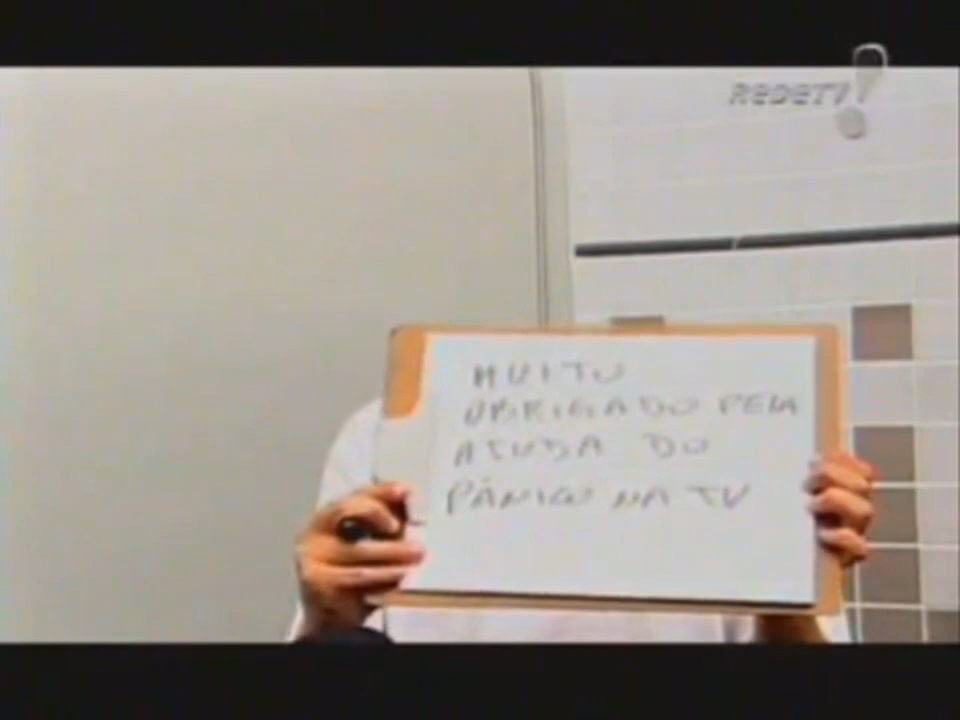 REDETV!
MUITO
OBRIGADO PELA
AJUDA DO
PÂNICO NA TV